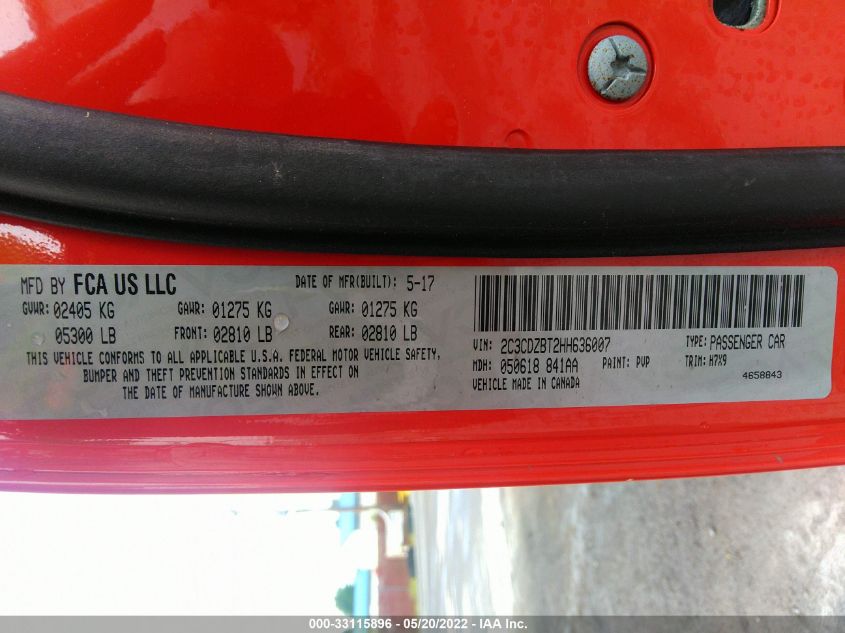 MFD BY FCA US LLC DATE OF MFR(BUILT): 5-17
GVWR: 02405 KG GAWR: 01275 KG GAWR: 01275 KG
05300 LB FRONT: 02810 LB REAR: 02810 LB
THIS VEHICLE CONFORMS TO ALL APPLICABLE U.S.A. FEDERAL MOTOR VEHICLE SAFETY,
BUMPER AND THEFT PREVENTION STANDARDS IN EFFECT ON
THE DATE OF MANUFACTURE SHOWN ABOVE.
VIN: 2C3CDZBT2HH636007 TYPE: PASSENGER CAR
MDH: 050618 841AA PAINT: PVP TRIM: H7X9
VEHICLE MADE IN CANADA 4658843
000-33115896 - 05/20/2022 - IAA Inc.